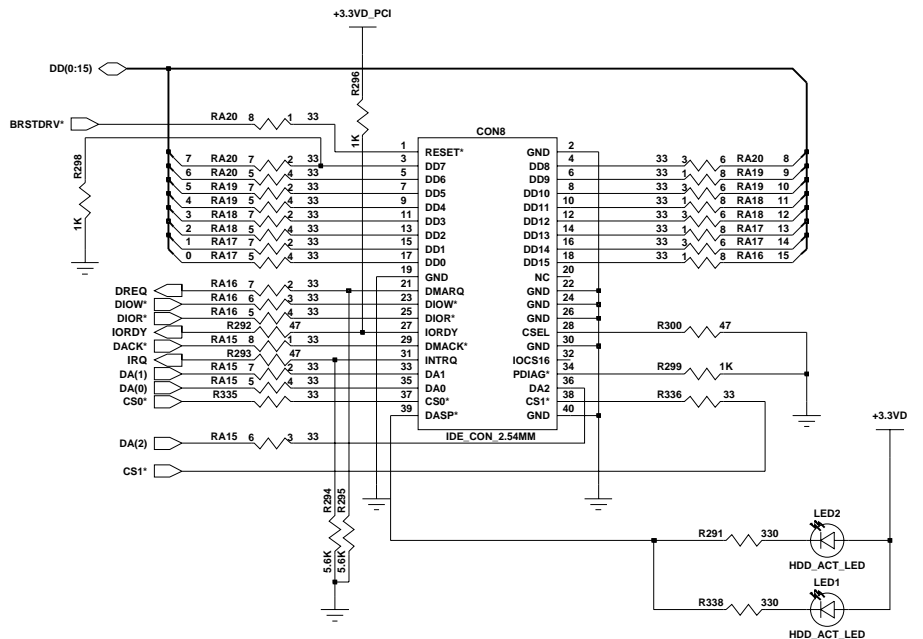 +3.3VD_PCI
DD(0:15)
R296
1K
BRSTDRV*
RA20 8 1 33
CON8
R298
1K
1 RESET* GND 2
7 RA20 7 2 33 3 DD7 DD8 4 33 3 6 RA20 8
6 RA20 5 4 33 5 DD6 DD9 6 33 1 8 RA19 9
5 RA19 7 2 33 7 DD5 DD10 8 33 3 6 RA19 10
4 RA19 5 4 33 9 DD4 DD11 10 33 1 8 RA18 11
3 RA18 7 2 33 11 DD3 DD12 12 33 3 6 RA18 12
2 RA18 5 4 33 13 DD2 DD13 14 33 1 8 RA17 13
1 RA17 7 2 33 15 DD1 DD14 16 33 3 6 RA17 14
0 RA17 5 4 33 17 DD0 DD15 18 33 1 8 RA16 15
19 GND NC 20
DREQ RA16 7 2 33 21 DMARQ GND 22
DIOW* RA16 6 3 33 23 DIOW* GND 24
DIOR* RA16 5 4 33 25 DIOR* GND 26
IORDY R292 47 27 IORDY CSEL 28 R300 47
DACK* RA15 8 1 33 29 DMACK* GND 30
IRQ R293 47 31 INTRQ IOCS16 32
DA(1) RA15 7 2 33 33 DA1 PDIAG* 34 R299 1K
DA(0) RA15 5 4 33 35 DA0 DA2 36
CS0* R335 33 37 CS0* CS1* 38 R336 33
39 DASP* GND 40
IDE_CON_2.54MM
DA(2) RA15 6 3 33
CS1*
+3.3VD
R294
5.6K
R295
5.6K
LED2
R291 330
HDD_ACT_LED
LED1
R338 330
HDD_ACT_LED